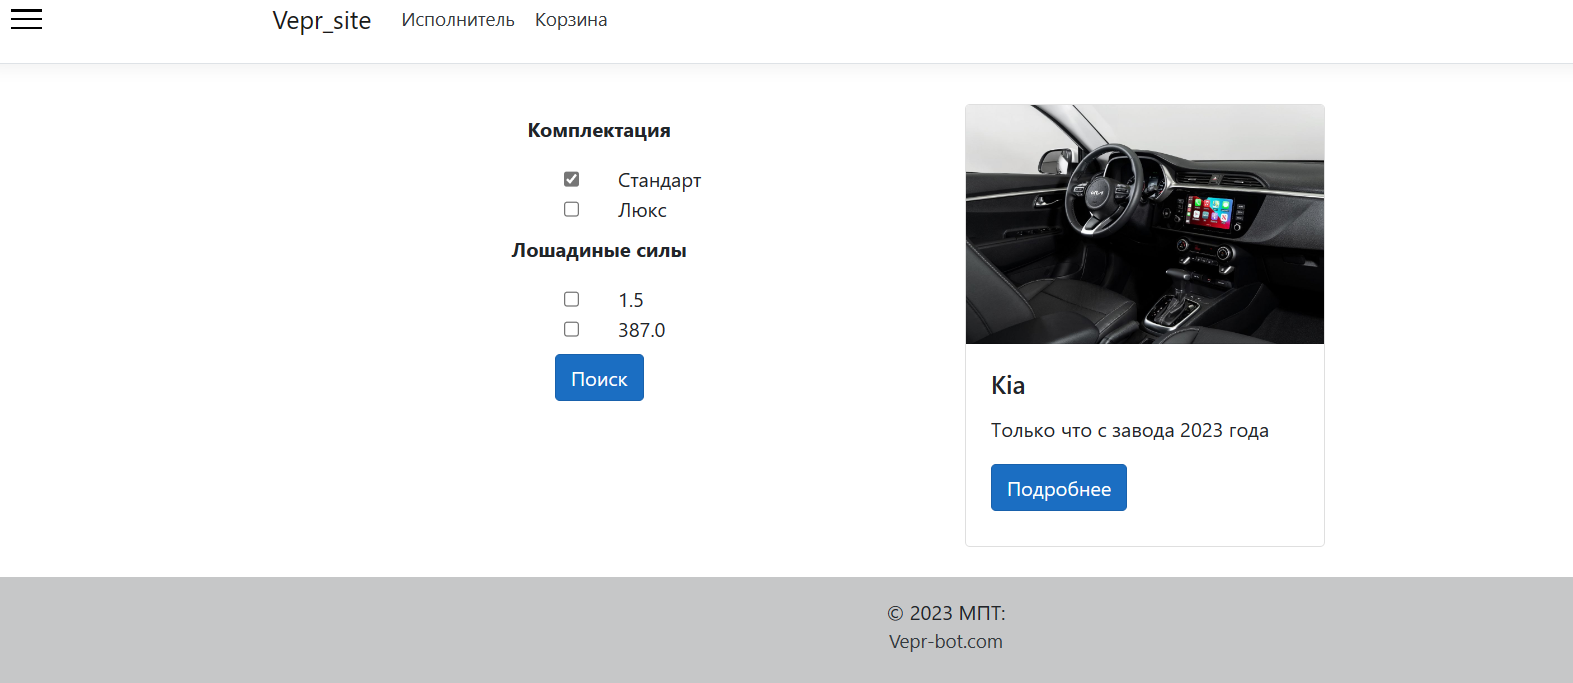 Vepr_site Исполнитель Корзина
Комплектация
Стандарт
Люкс
Лошадиные силы
1.5
387.0
Поиск
Kia
Только что с завода 2023 года
Подробнее
© 2023 МПТ:
Vepr-bot.com